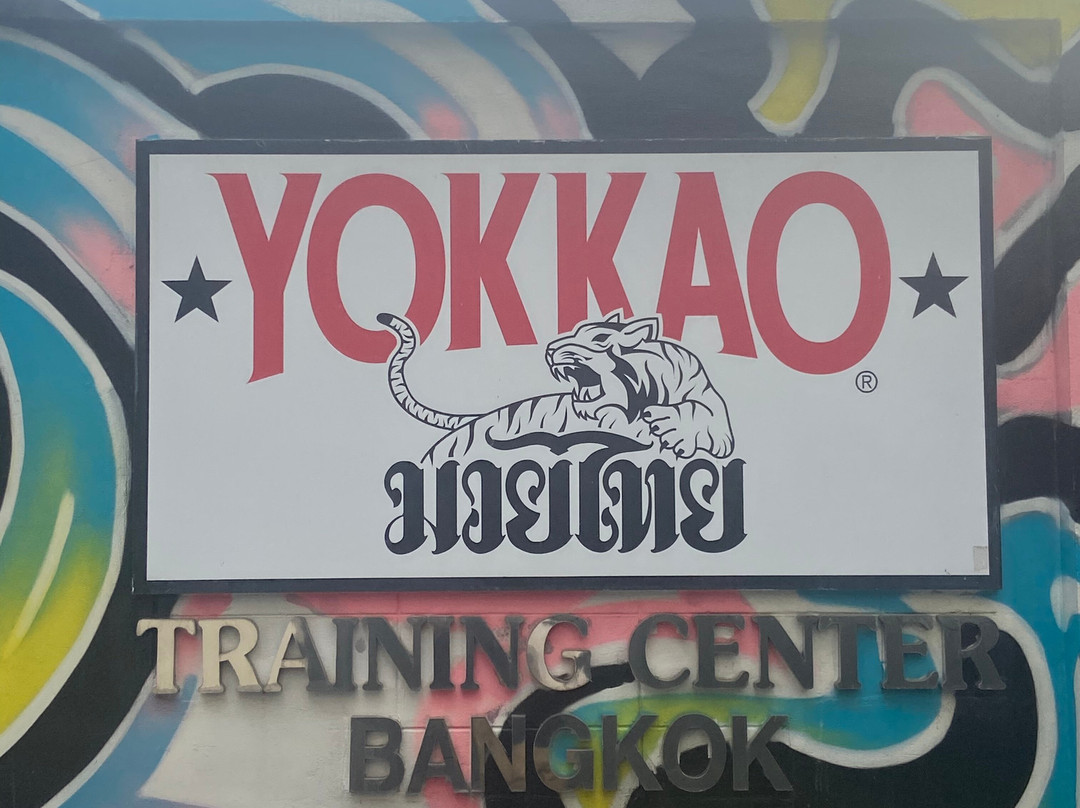 YOKKAO
®
มวยไทย
TRAINING CENTER
BANGKOK